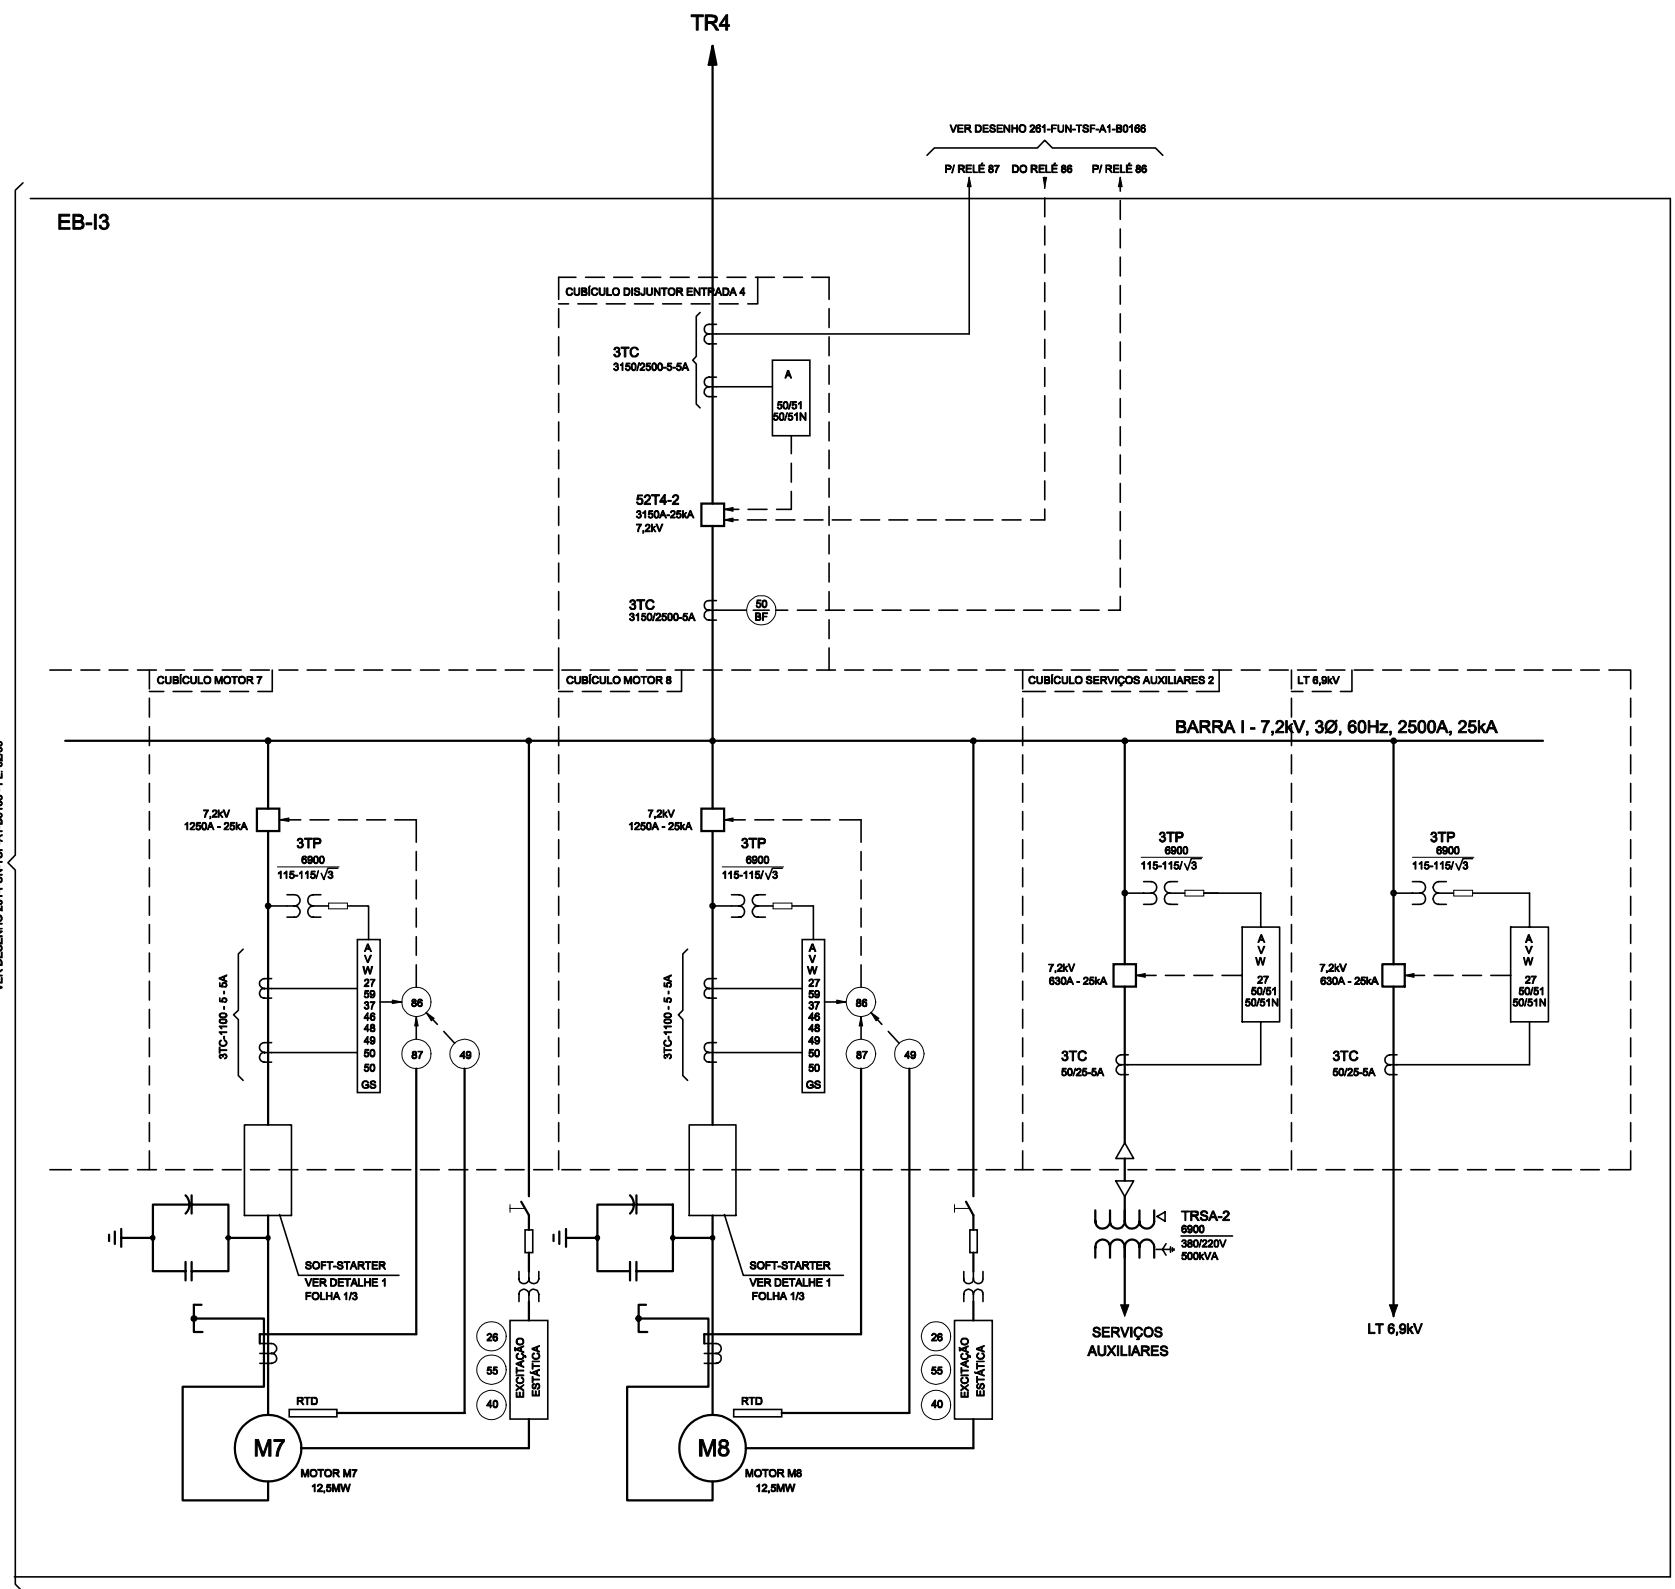 TR4
VER DESENHO 261-FUN-TSF-A1-B0166
P/ RELÉ 87
DO RELÉ 86
P/ RELÉ 86
EB-I3
CUBÍCULO DISJUNTOR ENTRADA 4
3TC
3150/2500-5-5A
A
50/51
50/51N
52T4-2
3150A-25kA
7,2kV
3TC
3150/2500-5A
50
BF
CUBÍCULO MOTOR 7
CUBÍCULO MOTOR 8
CUBÍCULO SERVIÇOS AUXILIARES 2
LT 6,9kV
BARRA I - 7,2kV, 3Ø, 60Hz, 2500A, 25kA
7,2kV
1250A - 25kA
3TP
6900
115-115/√3
3TC-1100 - 5 - 5A
A
V
W
27
59
37
46
48
49
50
50
GS
86
87
49
SOFT-STARTER
VER DETALHE 1
FOLHA 1/3
26
55
40
EXCITAÇÃO
ESTÁTICA
RTD
M7
MOTOR M7
12,5MW
7,2kV
1250A - 25kA
3TP
6900
115-115/√3
3TC-1100 - 5 - 5A
A
V
W
27
59
37
46
48
49
50
50
GS
86
87
49
SOFT-STARTER
VER DETALHE 1
FOLHA 1/3
26
55
40
EXCITAÇÃO
ESTÁTICA
RTD
M8
MOTOR M8
12,5MW
3TP
6900
115-115/√3
7,2kV
630A - 25kA
A
V
W
27
50/51
50/51N
3TC
50/25-5A
TRSA-2
6900
380/220V
500kVA
SERVIÇOS
AUXILIARES
3TP
6900
115-115/√3
7,2kV
630A - 25kA
A
V
W
27
50/51
50/51N
3TC
50/25-5A
LT 6,9kV